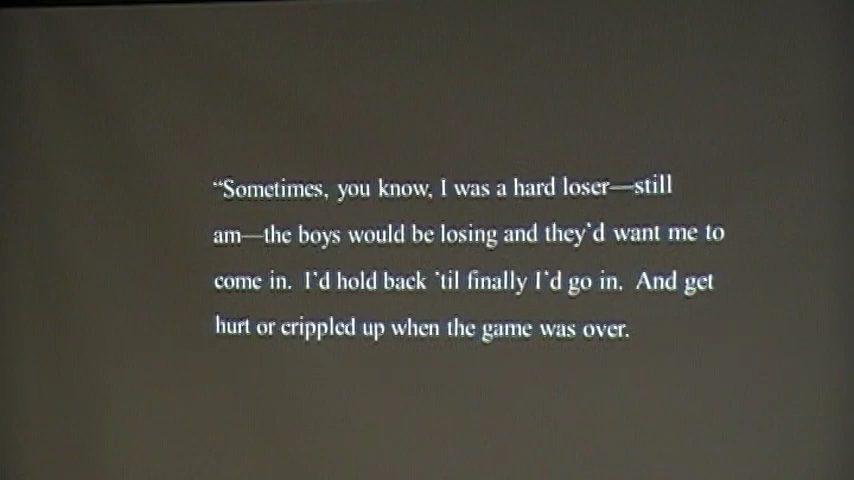 “Sometimes, you know, I was a hard loser—still
am—the boys would be losing and they’d want me to
come in.  I’d hold back ’til finally I’d go in.  And get
hurt or crippled up when the game was over.